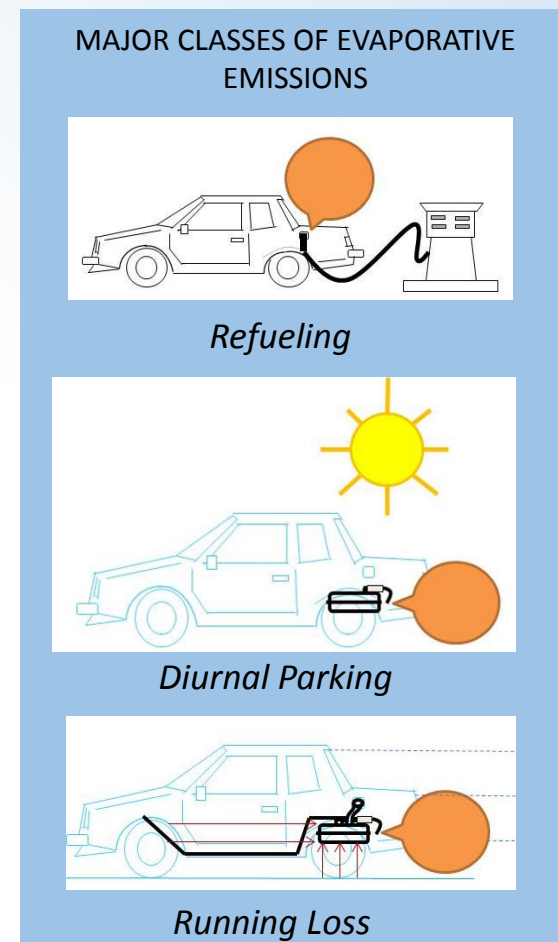 MAJOR CLASSES OF EVAPORATIVE
EMISSIONS
Refueling
Diurnal Parking
Running Loss